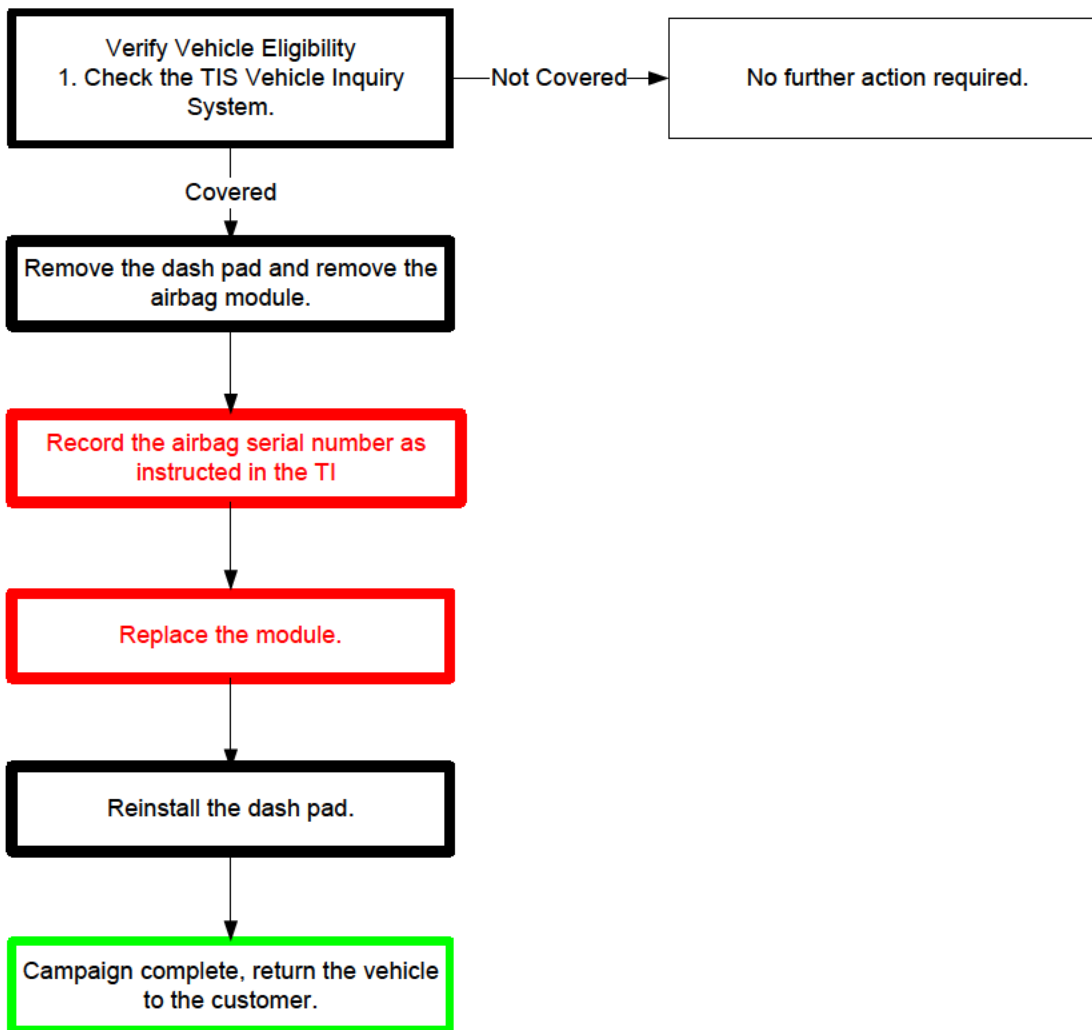 Verify Vehicle Eligibility
1. Check the TIS Vehicle Inquiry
System.
Not Covered
No further action required.
Covered
Remove the dash pad and remove the
airbag module.
Record the airbag serial number as
instructed in the TI
Replace the module.
Reinstall the dash pad.
Campaign complete, return the vehicle
to the customer.